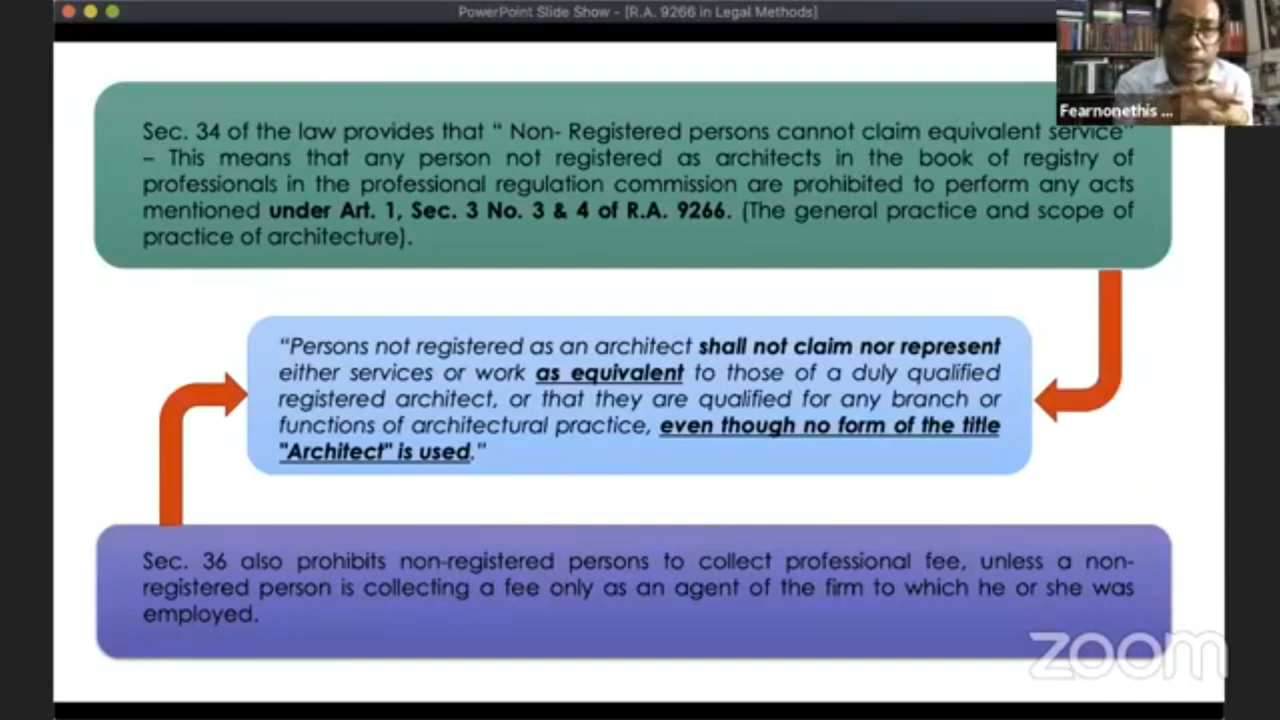 PowerPoint Slide Show - [R.A. 9266 in Legal Methods]
Fearnonethis ...
Sec. 34 of the law provides that “ Non- Registered persons cannot claim equivalent service”
– This means that any person not registered as architects in the book of registry of
professionals in the professional regulation commission are prohibited to perform any acts
mentioned under Art. 1, Sec. 3 No. 3 & 4 of R.A. 9266. (The general practice and scope of
practice of architecture).
“Persons not registered as an architect shall not claim nor represent
either services or work as equivalent to those of a duly qualified
registered architect, or that they are qualified for any branch or
functions of architectural practice, even though no form of the title
"Architect" is used.”
Sec. 36 also prohibits non-registered persons to collect professional fee, unless a non-
registered person is collecting a fee only as an agent of the firm to which he or she was
employed.
zoom